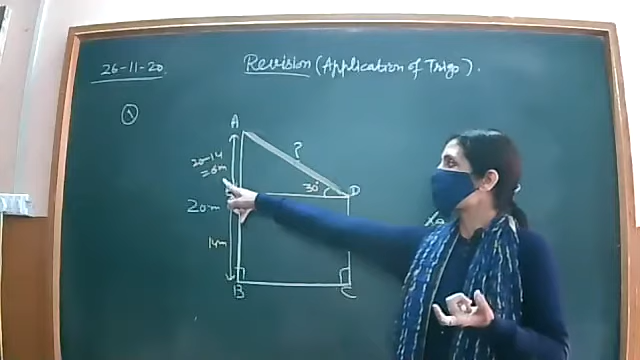 26-11-20
Revision (Application of Trigo).
1
A
20-14
= 6m
?
30°
D
20m
14m
B
C